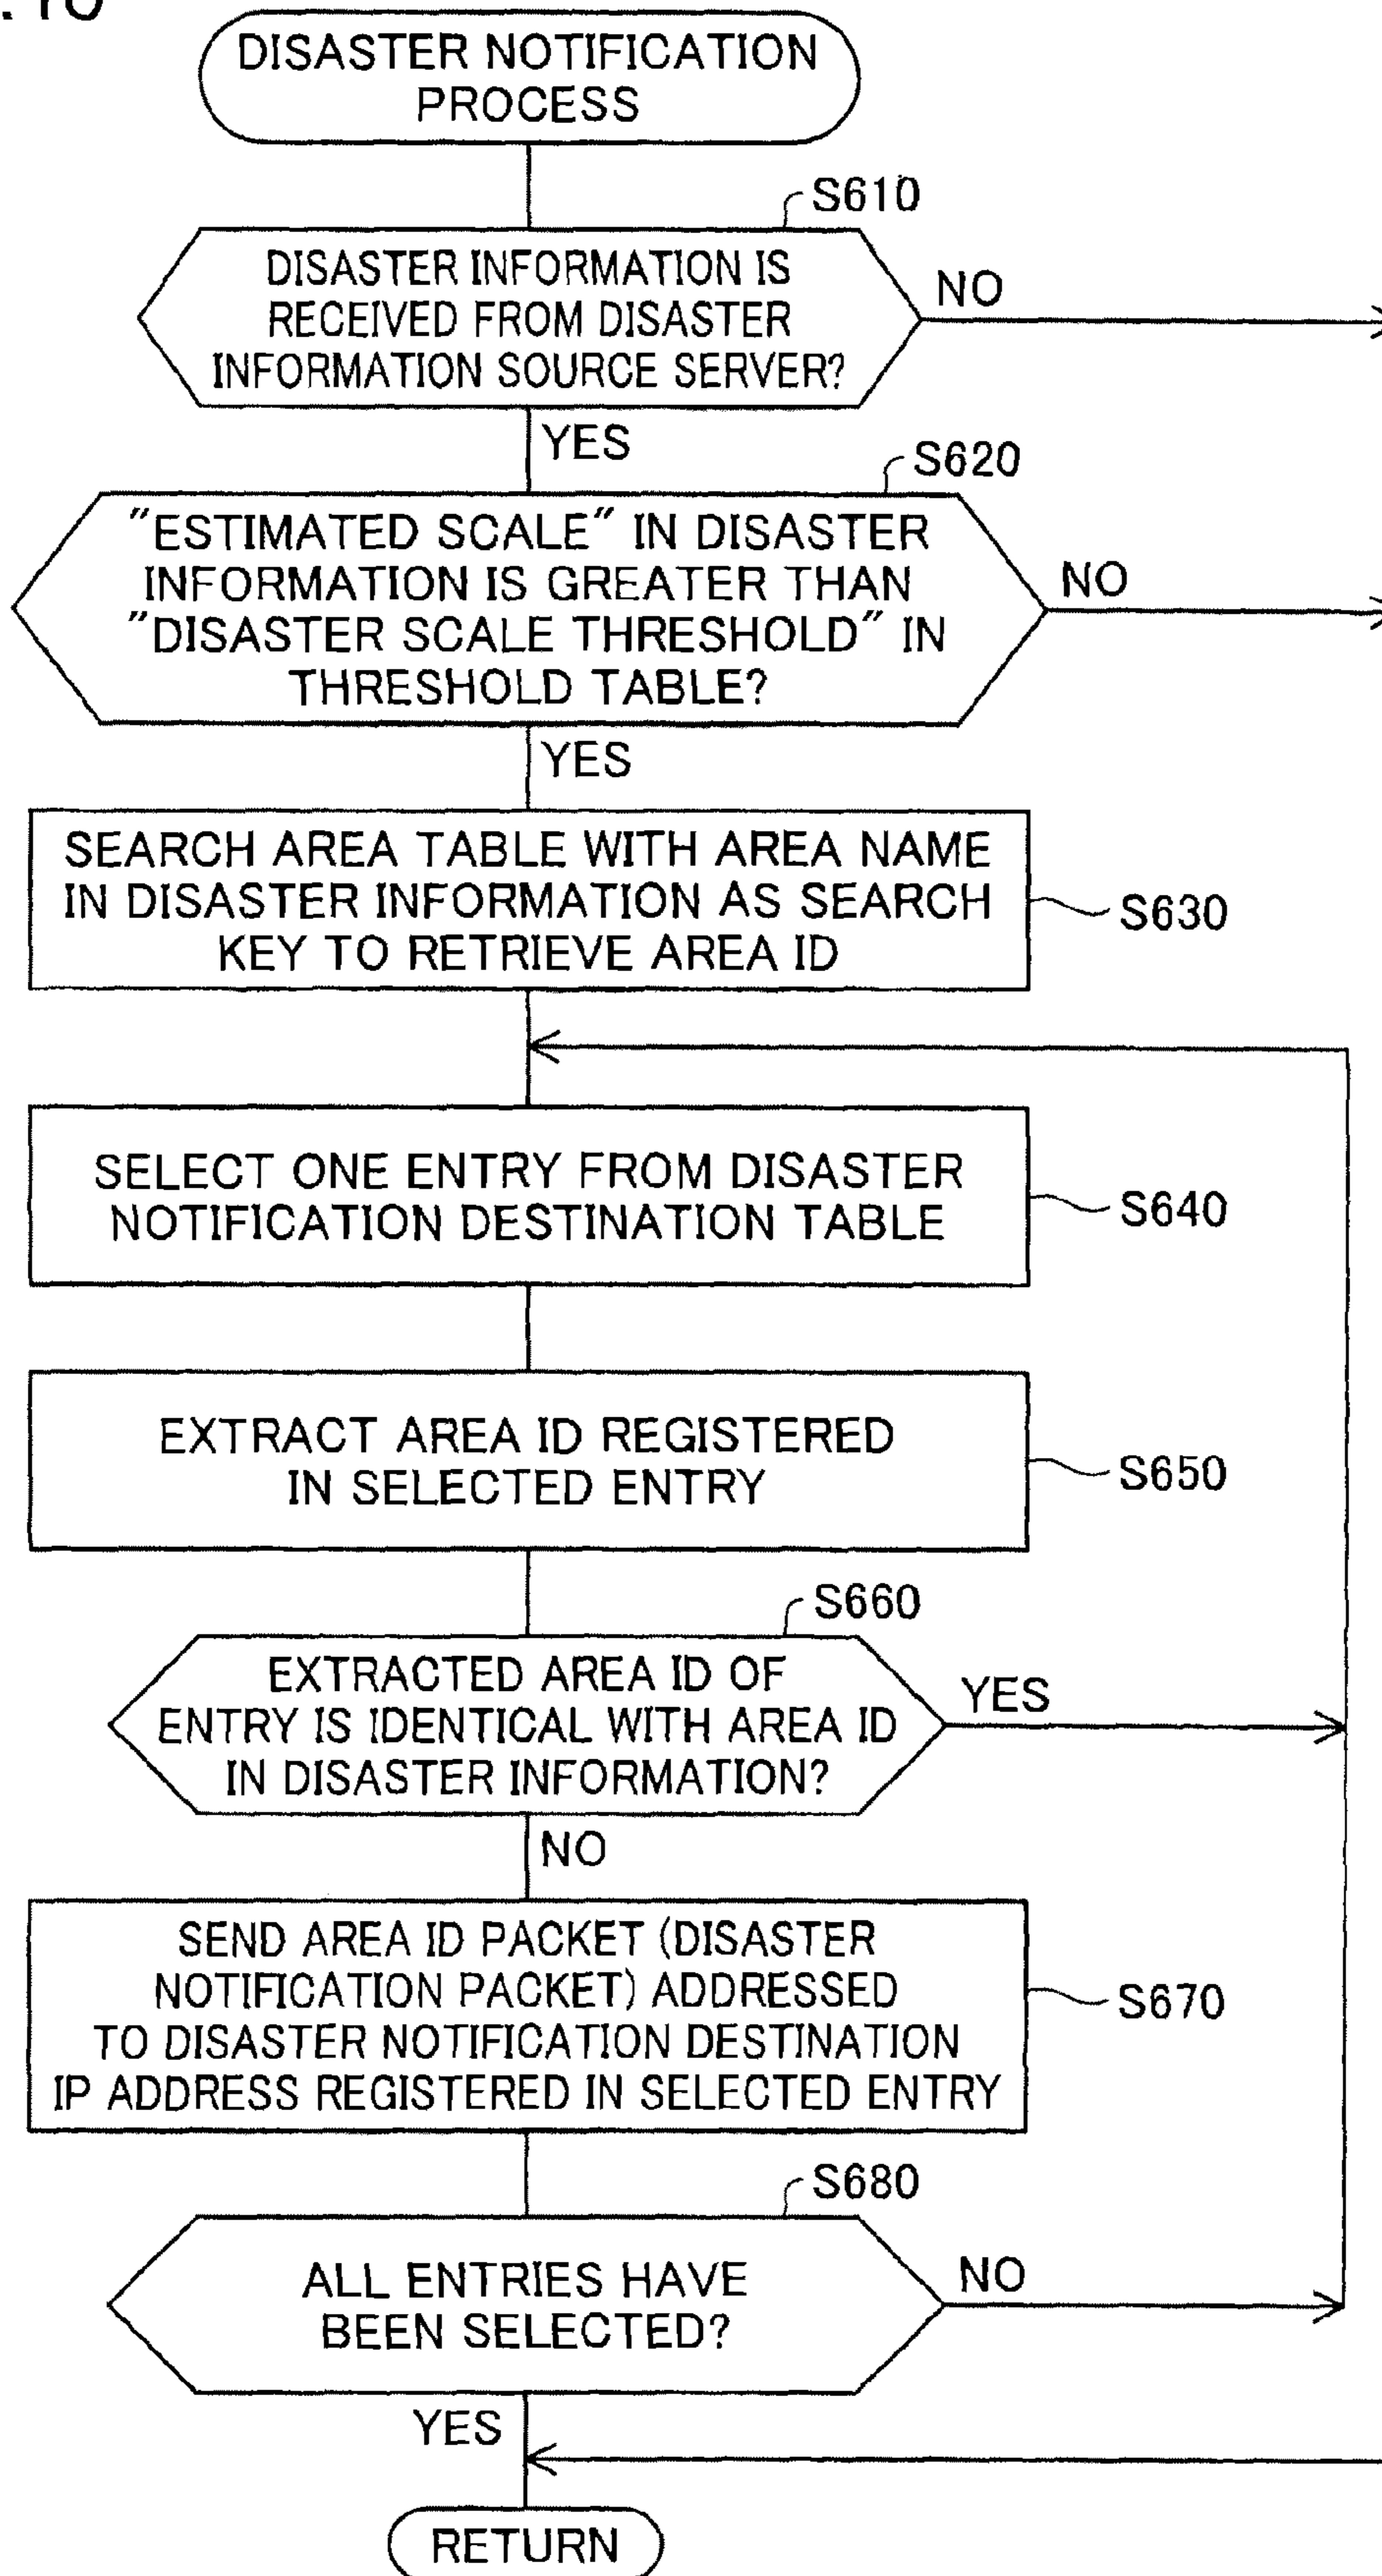 DISASTER NOTIFICATION
PROCESS
S610
DISASTER INFORMATION IS
RECEIVED FROM DISASTER
INFORMATION SOURCE SERVER?
NO
YES
S620
"ESTIMATED SCALE" IN DISASTER
INFORMATION IS GREATER THAN
"DISASTER SCALE THRESHOLD" IN
THRESHOLD TABLE?
NO
YES
SEARCH AREA TABLE WITH AREA NAME
IN DISASTER INFORMATION AS SEARCH
KEY TO RETRIEVE AREA ID
S630
SELECT ONE ENTRY FROM DISASTER
NOTIFICATION DESTINATION TABLE
S640
EXTRACT AREA ID REGISTERED
IN SELECTED ENTRY
S650
S660
EXTRACTED AREA ID OF
ENTRY IS IDENTICAL WITH AREA ID
IN DISASTER INFORMATION?
YES
NO
SEND AREA ID PACKET (DISASTER
NOTIFICATION PACKET) ADDRESSED
TO DISASTER NOTIFICATION DESTINATION
IP ADDRESS REGISTERED IN SELECTED ENTRY
S670
S680
ALL ENTRIES HAVE
BEEN SELECTED?
NO
YES
RETURN